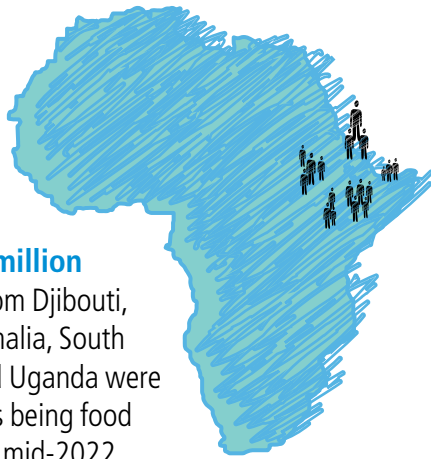 million
om Djibouti,
malia, South
d Uganda were
s being food
mid-2022